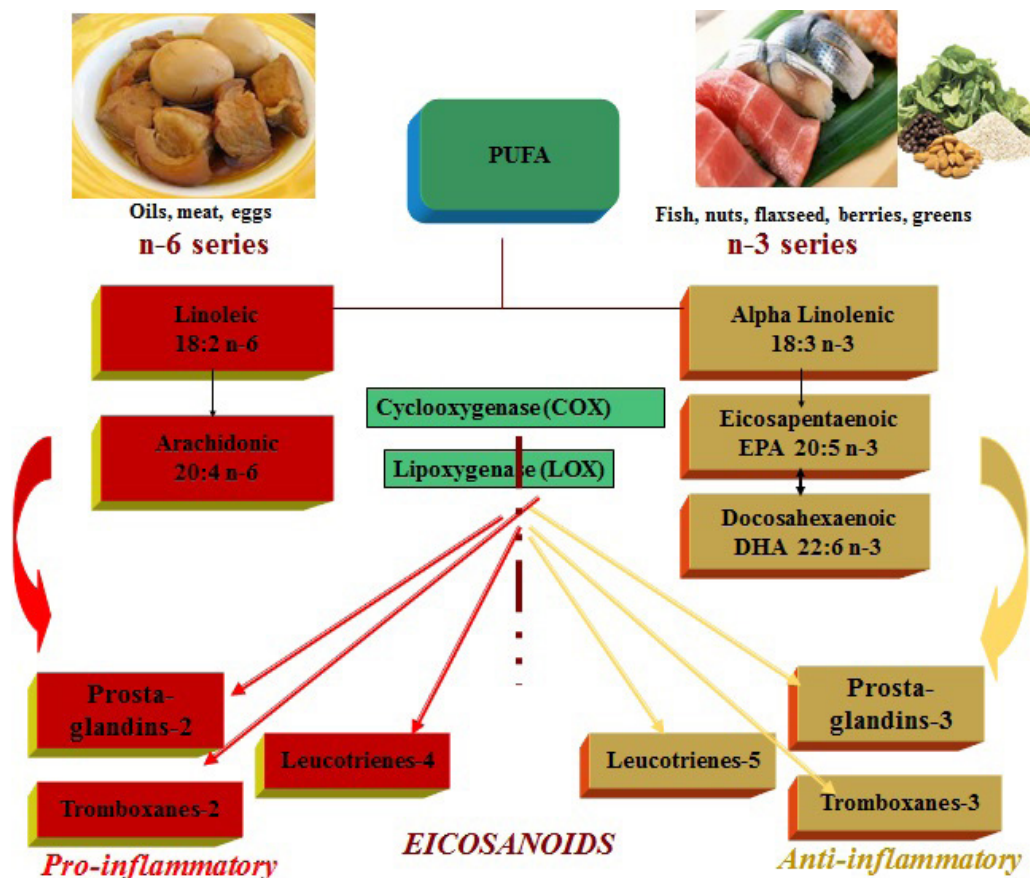 PUFA
Oils, meat, eggs
n-6 series
Fish, nuts, flaxseed, berries, greens
n-3 series
Linoleic
18:2 n-6
Alpha Linolenic
18:3 n-3
Cyclooxygenase (COX)
Arachidonic
20:4 n-6
Eicosapentaenoic
EPA 20:5 n-3
Lipoxygenase (LOX)
Docosahexaenoic
DHA 22:6 n-3
Prosta-
glandins-2
Prosta-
glandins-3
Leucotrienes-4
Leucotrienes-5
Tromboxanes-2
Tromboxanes-3
EICOSANOIDS
Pro-inflammatory
Anti-inflammatory